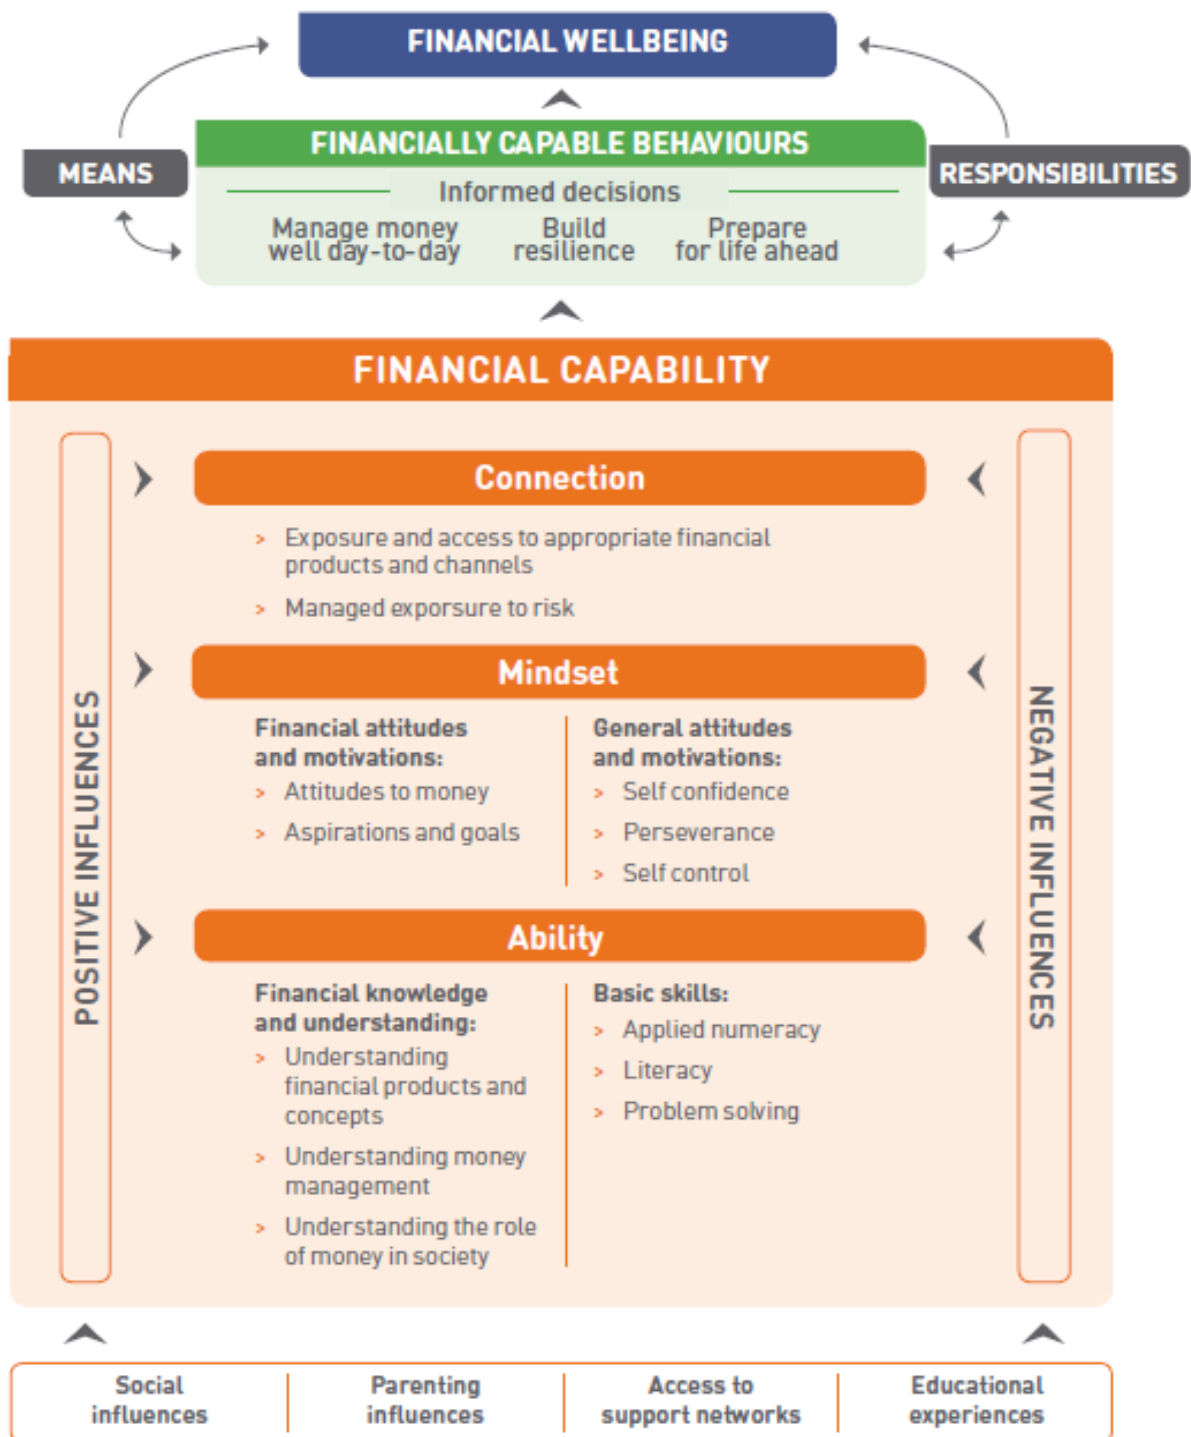 FINANCIAL WELLBEING
FINANCIALLY CAPABLE BEHAVIOURS
MEANS
RESPONSIBILITIES
Informed decisions
Manage money
well day-to-day
Build
resilience
Prepare
for life ahead
FINANCIAL CAPABILITY
POSITIVE INFLUENCES
NEGATIVE INFLUENCES
Connection
> Exposure and access to appropriate financial
products and channels
> Managed exporsure to risk
Mindset
Financial attitudes
and motivations:
> Attitudes to money
> Aspirations and goals
General attitudes
and motivations:
> Self confidence
> Perseverance
> Self control
Ability
Financial knowledge
and understanding:
> Understanding
financial products and
concepts
> Understanding money
management
> Understanding the role
of money in society
Basic skills:
> Applied numeracy
> Literacy
> Problem solving
Social
influences
Parenting
influences
Access to
support networks
Educational
experiences